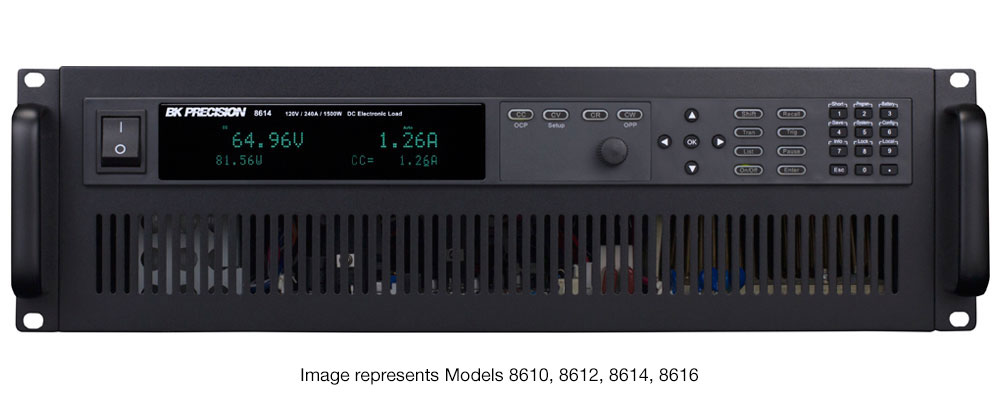 BK PRECISION 8614 120V / 240A / 1500W DC Electronic Load
CC AUTO
64.96V 1.26A
81.56W CC= 1.26A
I
O
CC CV CR CW
OCP Setup OPP
OK
Shift Recall
Tran Trig
List Pause
On/Off Enter
Short Program Battery
1 2 3
Save System Config
4 5 6
Info Lock Local
7 8 9
Esc 0 •
Image represents Models 8610, 8612, 8614, 8616